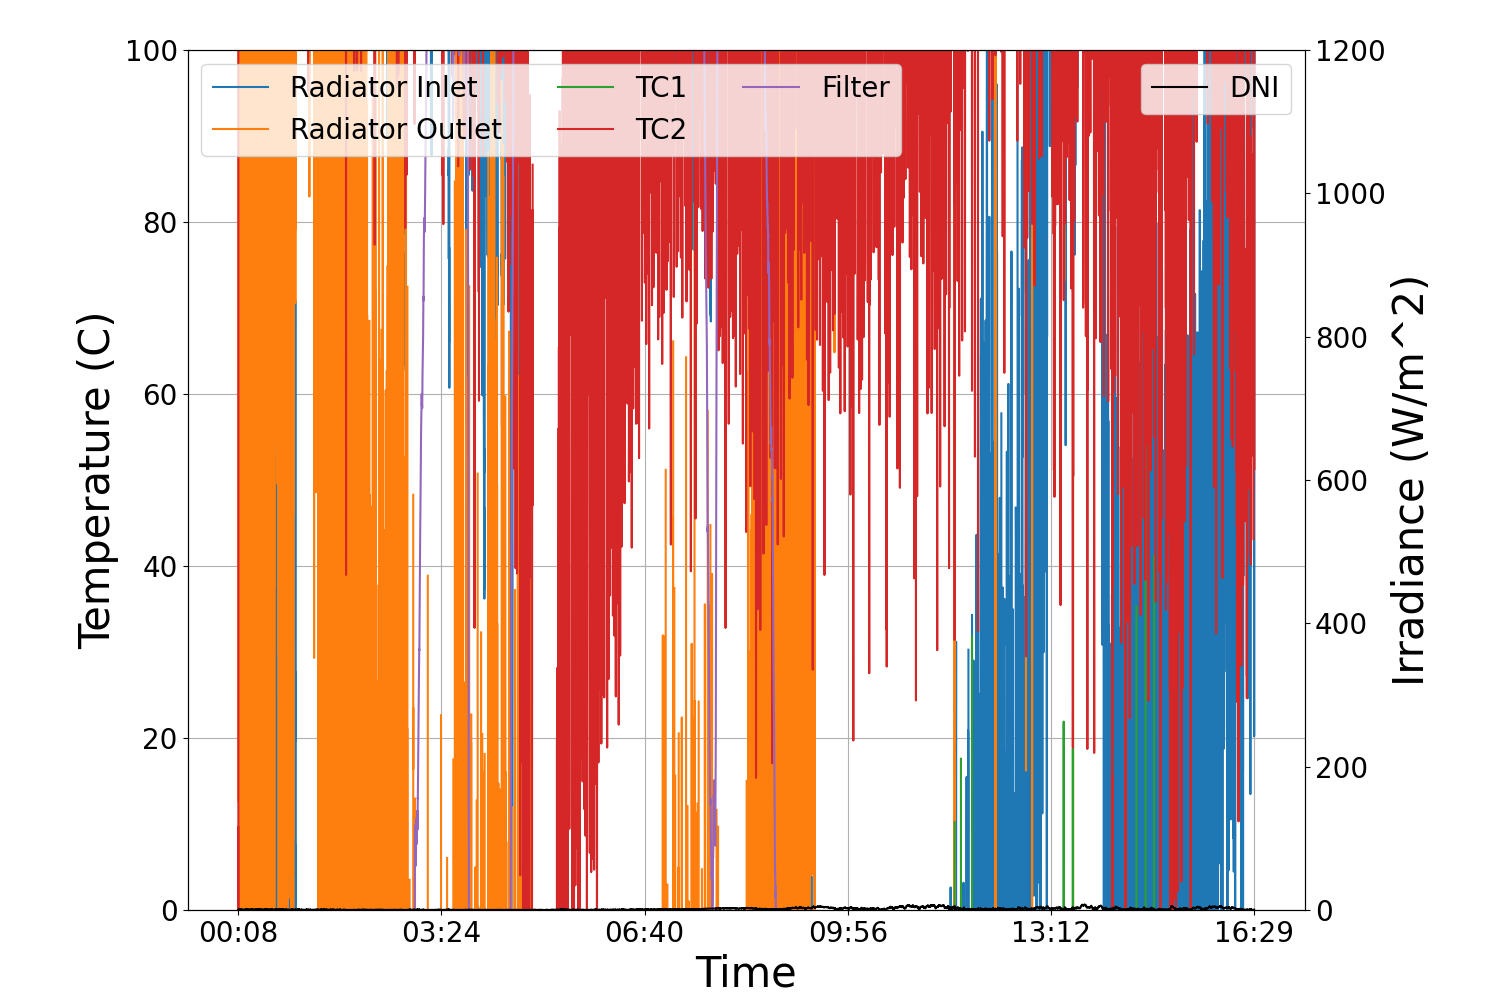 100
80
60
40
20
0
Temperature (C)
Radiator Inlet
Radiator Outlet
TC1
TC2
Filter
DNI
1200
1000
800
600
400
200
0
Irradiance (W/m^2)
00:08 03:24 06:40 09:56 13:12 16:29
Time